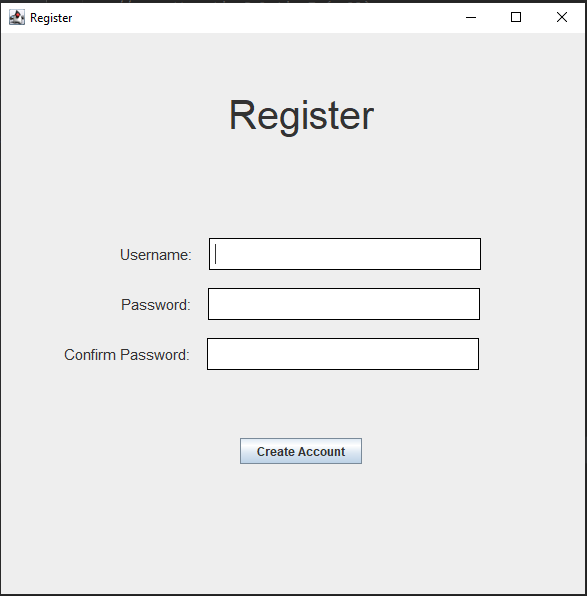 Register
Register
Username:
Password:
Confirm Password:
Create Account